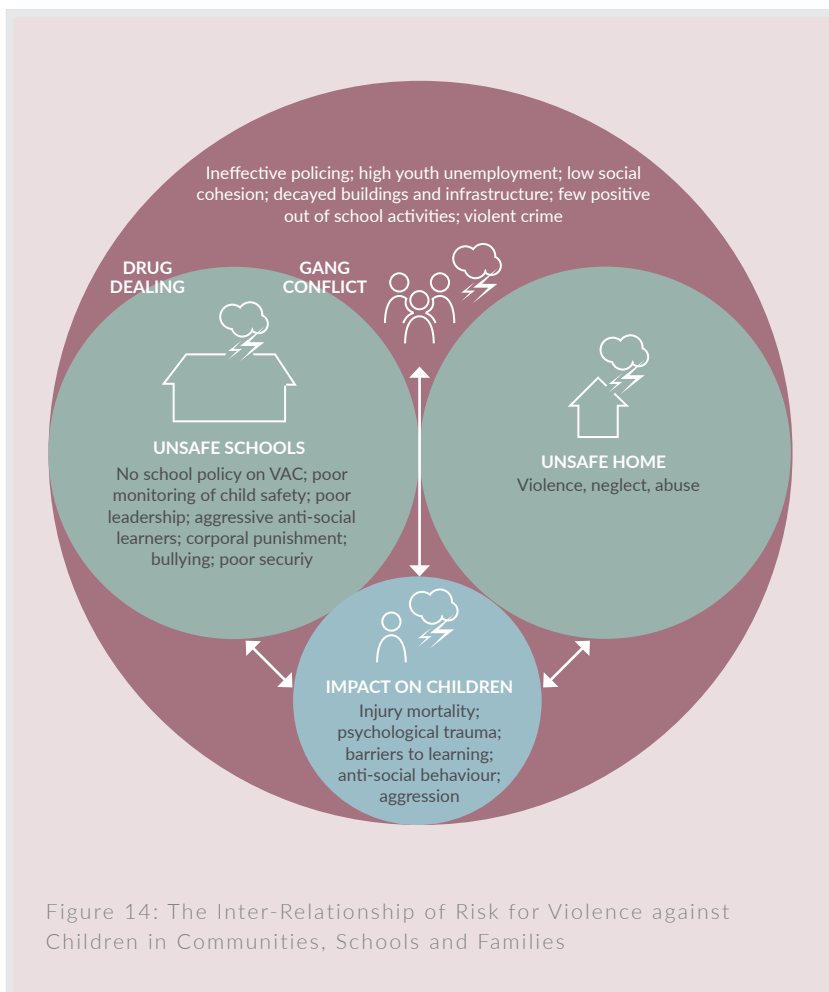 Ineffective policing; high youth unemployment; low social
cohesion; decayed buildings and infrastructure; few positive
out of school activities; violent crime
DRUG
DEALING
GANG
CONFLICT
UNSAFE SCHOOLS
No school policy on VAC; poor
monitoring of child safety; poor
leadership; aggressive anti-social
learners; corporal punishment;
bullying; poor securiy
UNSAFE HOME
Violence, neglect, abuse
IMPACT ON CHILDREN
Injury mortality;
psychological trauma;
barriers to learning;
anti-social behaviour;
aggression
Figure 14: The Inter-Relationship of Risk for Violence against
Children in Communities, Schools and Families